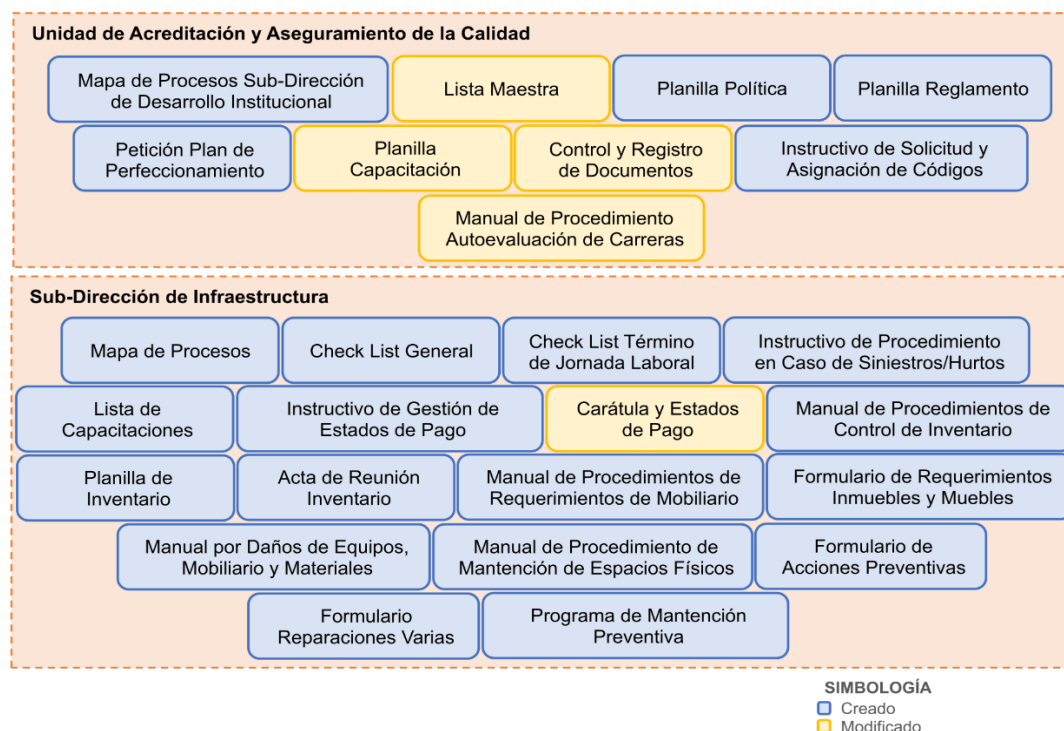 Unidad de Acreditación y Aseguramiento de la Calidad
Mapa de Procesos Sub-Dirección
de Desarrollo Institucional
Lista Maestra
Planilla Política
Planilla Reglamento
Petición Plan de
Perfeccionamiento
Planilla
Capacitación
Control y Registro
de Documentos
Instructivo de Solicitud y
Asignación de Códigos
Manual de Procedimiento
Autoevaluación de Carreras
Sub-Dirección de Infraestructura
Mapa de Procesos
Check List General
Check List Término
de Jornada Laboral
Instructivo de Procedimiento
en Caso de Siniestros/Hurtos
Lista de
Capacitaciones
Instructivo de Gestión de
Estados de Pago
Carátula y Estados
de Pago
Manual de Procedimientos de
Control de Inventario
Planilla de
Inventario
Acta de Reunión
Inventario
Manual de Procedimientos de
Requerimientos de Mobiliario
Formulario de Requerimientos
Inmuebles y Muebles
Manual por Daños de Equipos,
Mobiliario y Materiales
Manual de Procedimiento de
Mantención de Espacios Físicos
Formulario de
Acciones Preventivas
Formulario
Reparaciones Varias
Programa de Mantención
Preventiva
SIMBOLOGÍA
Creado
Modificado